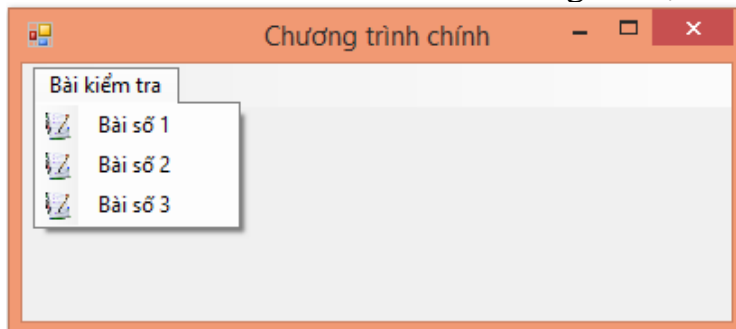 Chương trình chính
Bài kiểm tra
Bài số 1
Bài số 2
Bài số 3